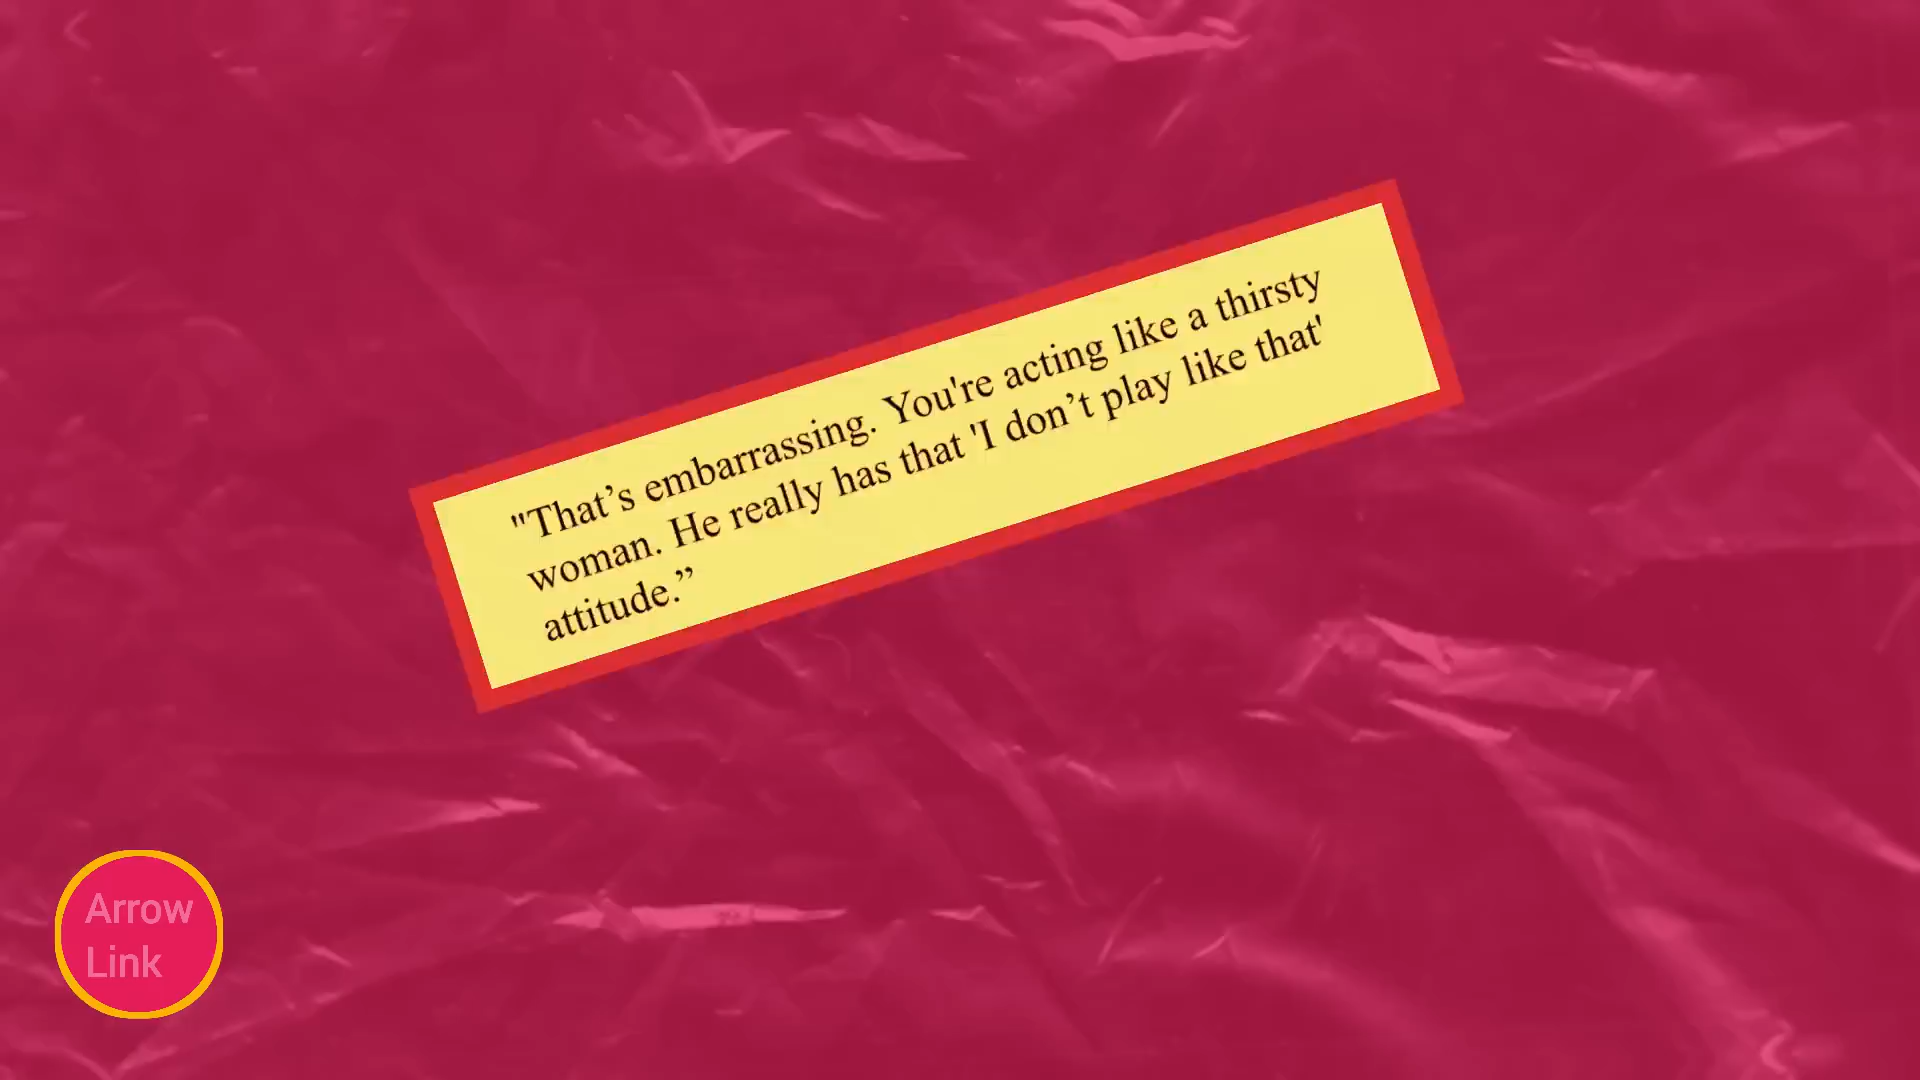 "That’s embarrassing. You're acting like a thirsty
woman. He really has that 'I don’t play like that'
attitude.”
Arrow
Link